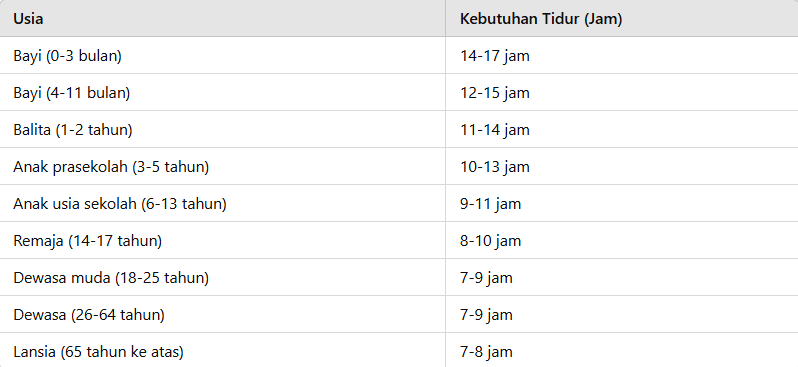 Usia Kebutuhan Tidur (Jam)
Bayi (0-3 bulan) 14-17 jam
Bayi (4-11 bulan) 12-15 jam
Balita (1-2 tahun) 11-14 jam
Anak prasekolah (3-5 tahun) 10-13 jam
Anak usia sekolah (6-13 tahun) 9-11 jam
Remaja (14-17 tahun) 8-10 jam
Dewasa muda (18-25 tahun) 7-9 jam
Dewasa (26-64 tahun) 7-9 jam
Lansia (65 tahun ke atas) 7-8 jam